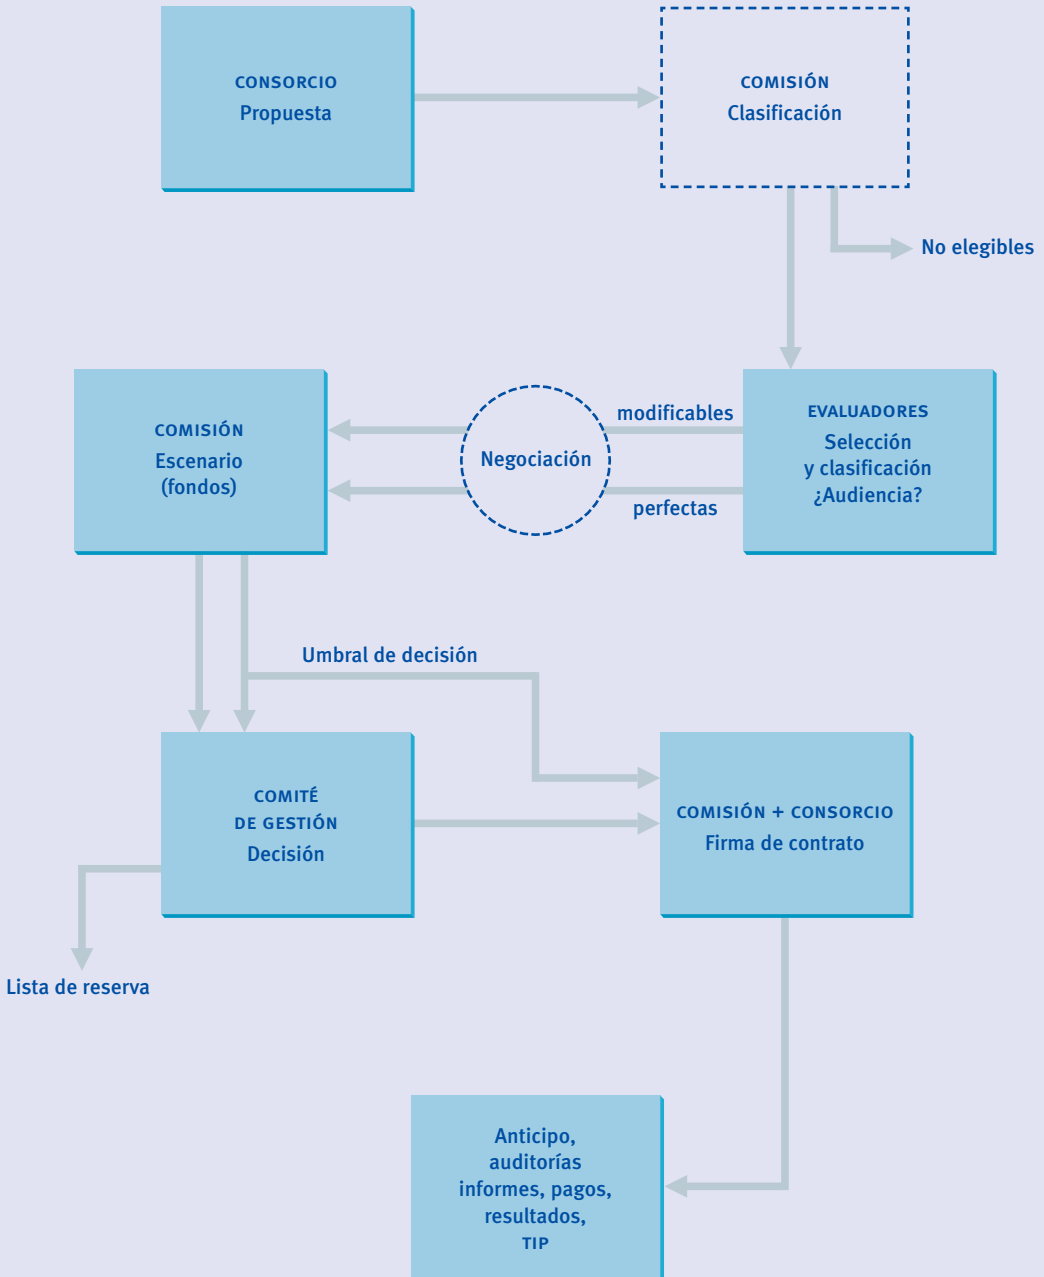 CONSORCIO
Propuesta
COMISIÓN
Clasificación
No elegibles
COMISIÓN
Escenario
(fondos)
Negociación
modificables
perfectas
EVALUADORES
Selección
y clasificación
¿Audiencia?
Umbral de decisión
COMITÉ
DE GESTIÓN
Decisión
COMISIÓN + CONSORCIO
Firma de contrato
Lista de reserva
Anticipo,
auditorías
informes, pagos,
resultados,
TIP